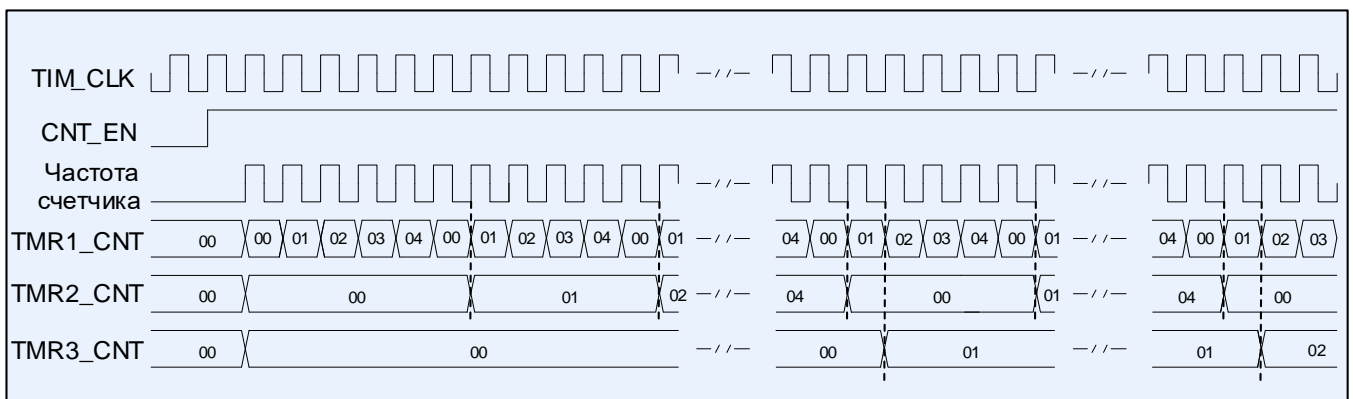 TIM_CLK
CNT_EN
Частота
счетчика
TMR1_CNT 00 00 01 02 03 04 00 01 02 03 04 00 01 04 00 01 02 03 04 00 01 04 00 01 02 03
TMR2_CNT 00 00 01 02 04 00 01 04 00
TMR3_CNT 00 00 00 01 01 02